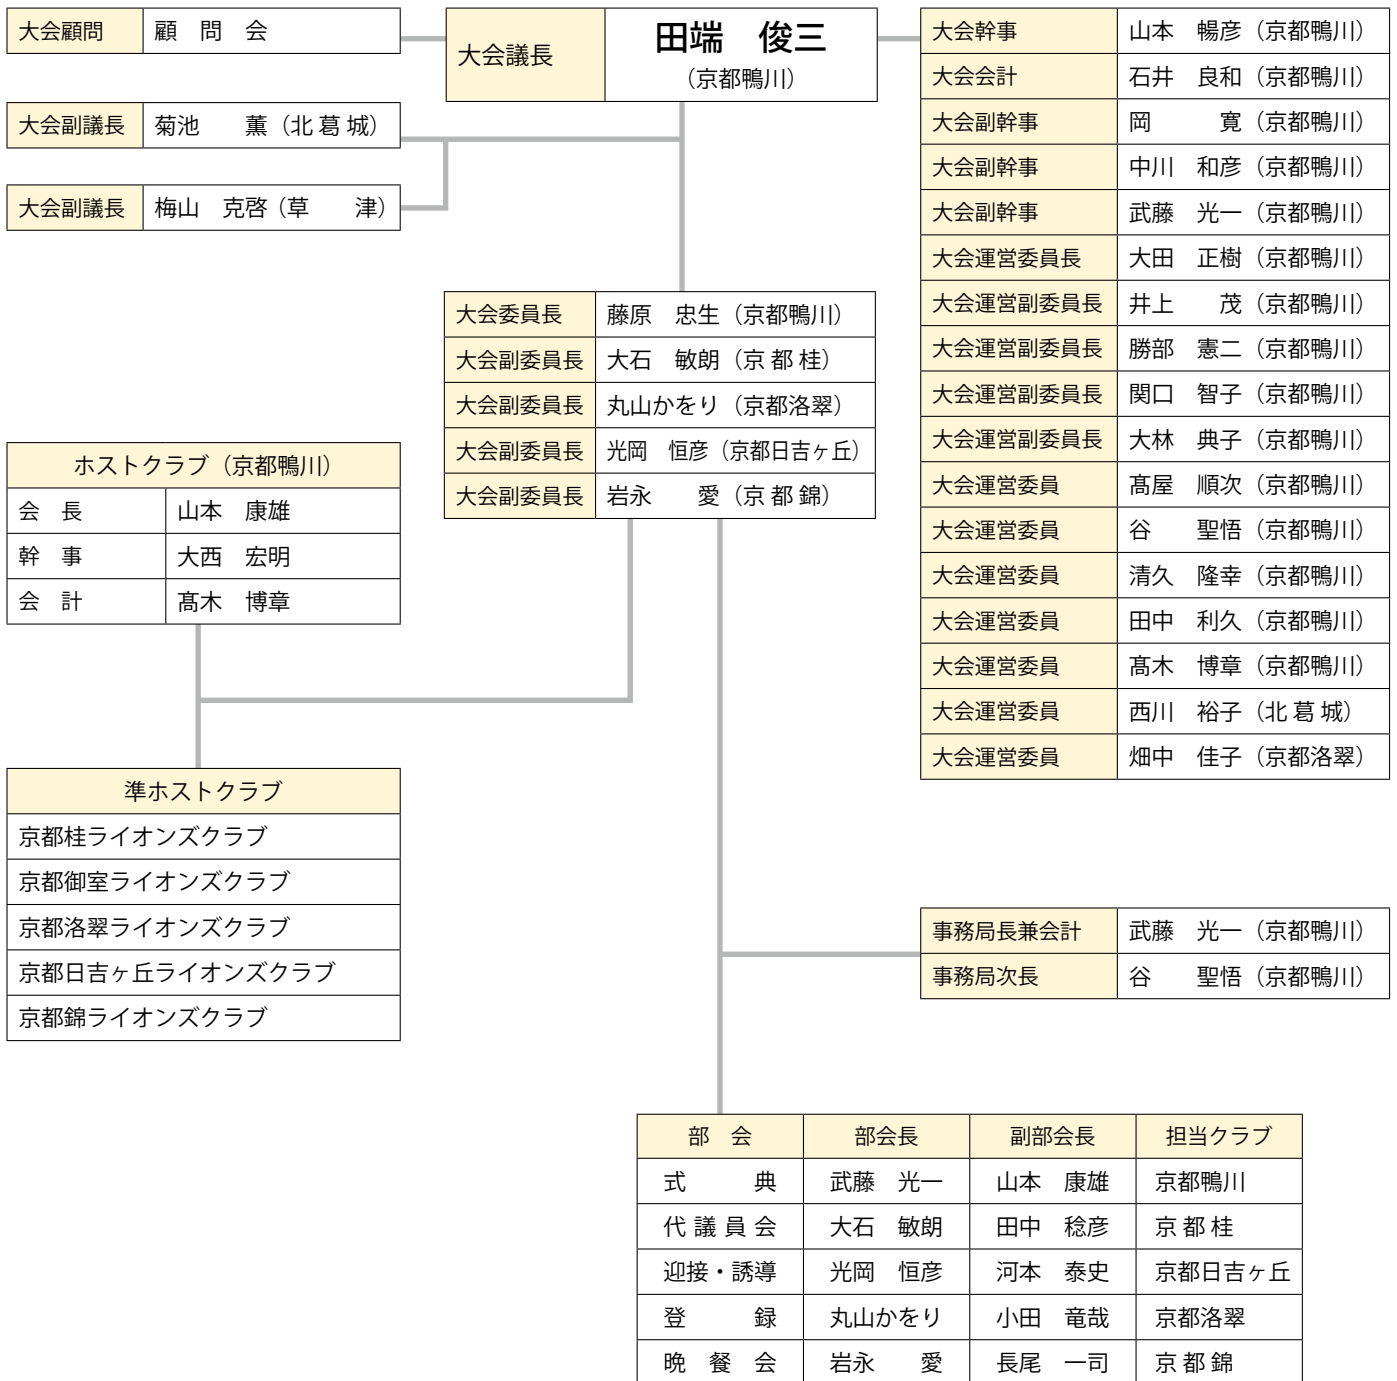 大会顧問　顧　問　会
大会議長　田端　俊三
（京都鴨川）
大会副議長　菊池　　薫（北 葛 城）
大会副議長　梅山　克啓（草　　津）
大会幹事　山本　暢彦（京都鴨川）
大会会計　石井　良和（京都鴨川）
大会副幹事　岡　　　寛（京都鴨川）
大会副幹事　中川　和彦（京都鴨川）
大会副幹事　武藤　光一（京都鴨川）
大会運営委員長　大田　正樹（京都鴨川）
大会運営副委員長　井上　　茂（京都鴨川）
大会運営副委員長　勝部　憲二（京都鴨川）
大会運営副委員長　関口　智子（京都鴨川）
大会運営副委員長　大林　典子（京都鴨川）
大会運営委員　髙屋　順次（京都鴨川）
大会運営委員　谷　　聖悟（京都鴨川）
大会運営委員　清久　隆幸（京都鴨川）
大会運営委員　田中　利久（京都鴨川）
大会運営委員　髙木　博章（京都鴨川）
大会運営委員　西川　裕子（北 葛 城）
大会運営委員　畑中　佳子（京都洛翠）
大会委員長　藤原　忠生（京都鴨川）
大会副委員長　大石　敏朗（京 都 桂）
大会副委員長　丸山かをり（京都洛翠）
大会副委員長　光岡　恒彦（京都日吉ヶ丘）
大会副委員長　岩永　　愛（京 都 錦）
ホストクラブ（京都鴨川）
会　長　山本　康雄
幹　事　大西　宏明
会　計　髙木　博章
準ホストクラブ
京都桂ライオンズクラブ
京都御室ライオンズクラブ
京都洛翠ライオンズクラブ
京都日吉ヶ丘ライオンズクラブ
京都錦ライオンズクラブ
事務局長兼会計　武藤　光一（京都鴨川）
事務局次長　谷　　聖悟（京都鴨川）
部　会　部会長　副部会長　担当クラブ
式　　　典　武藤　光一　山本　康雄　京都鴨川
代 議 員 会　大石　敏朗　田中　稔彦　京 都 桂
迎接・誘導　光岡　恒彦　河本　泰史　京都日吉ヶ丘
登　　　録　丸山かをり　小田　竜哉　京都洛翠
晩　餐　会　岩永　　愛　長尾　一司　京 都 錦